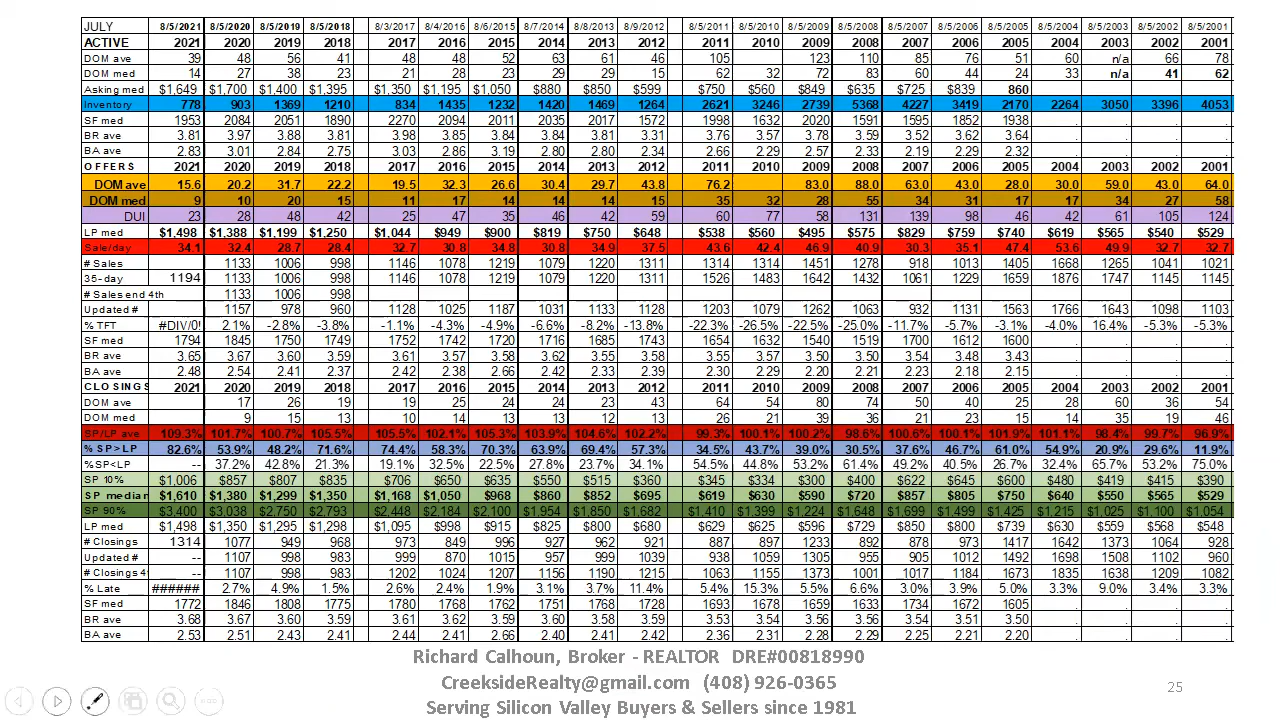 JULY 8/5/2021 8/5/2020 8/5/2019 8/5/2018 8/3/2017 8/4/2016 8/6/2015 8/7/2014 8/8/2013 8/9/2012 8/5/2011 8/5/2010 8/5/2009 8/5/2008 8/5/2007 8/5/2006 8/5/2005 8/5/2004 8/5/2003 8/5/2002 8/5/2001
ACTIVE 2021 2020 2019 2018 2017 2016 2015 2014 2013 2012 2011 2010 2009 2008 2007 2006 2005 2004 2003 2002 2001
DOM ave 39 48 56 41 48 48 52 63 61 46 105 123 110 85 76 51 60 n/a 66 78
DOM med 14 27 38 23 21 28 23 29 29 15 62 32 72 83 60 44 24 33 n/a 41 62
Asking med $1,649 $1,700 $1,400 $1,395 $1,350 $1,195 $1,050 $880 $850 $599 $750 $560 $849 $635 $725 $839 860
Inventory 778 903 1369 1210 834 1435 1232 1420 1469 1264 2621 3246 2739 5368 4227 3419 2170 2264 3050 3396 4053
SF med 1953 2084 2051 1890 2270 2094 2011 2035 2017 1572 1998 1632 2020 1591 1595 1852 1938 . . . .
BR ave 3.81 3.97 3.88 3.81 3.98 3.85 3.84 3.84 3.81 3.31 3.76 3.57 3.78 3.59 3.52 3.62 3.64 . . . .
BA ave 2.83 3.01 2.84 2.75 3.03 2.86 3.19 2.80 2.80 2.34 2.66 2.29 2.57 2.33 2.19 2.29 2.32 . . . .
OFFERS 2021 2020 2019 2018 2017 2016 2015 2014 2013 2012 2011 2010 2009 2008 2007 2006 2005 2004 2003 2002 2001
DOM ave 15.6 20.2 31.7 22.2 19.5 32.3 26.6 30.4 29.7 43.8 76.2 83.0 88.0 63.0 43.0 28.0 30.0 59.0 43.0 64.0
DOM med 9 10 20 15 11 17 14 14 14 15 35 32 28 55 34 31 17 17 34 27 58
DUI 23 28 48 42 25 47 35 46 42 59 60 77 58 131 139 98 46 42 61 105 124
LP med $1,498 $1,388 $1,199 $1,250 $1,044 $949 $900 $819 $750 $648 $538 $560 $495 $575 $829 $759 $740 $619 $565 $540 $529
Sale/day 34.1 32.4 28.7 28.4 32.7 30.8 34.8 30.8 34.9 37.5 43.6 42.4 46.9 40.9 30.3 35.1 47.4 53.6 49.9 32.7 32.7
# Sales 1133 1006 998 1146 1078 1219 1079 1220 1311 1314 1314 1451 1278 918 1013 1405 1668 1265 1041 1021
35-day 1194 1133 1006 998 1146 1078 1219 1079 1220 1311 1526 1483 1642 1432 1061 1229 1659 1876 1747 1145 1145
# Sales end 4th 1133 1006 998
Updated # 1157 978 960 1128 1025 1187 1031 1133 1128 1203 1079 1262 1063 932 1131 1563 1766 1643 1098 1103
% TFT #DIV/0! 2.1% -2.8% -3.8% -1.1% -4.3% -4.9% -6.6% -8.2% -13.8% -22.3% -26.5% -22.5% -25.0% -11.7% -5.7% -3.1% -4.0% 16.4% -5.3% -5.3%
SF med 1794 1845 1750 1749 1752 1742 1720 1716 1685 1743 1654 1632 1540 1519 1700 1612 1600 . . . .
BR ave 3.65 3.67 3.60 3.59 3.61 3.57 3.58 3.62 3.55 3.58 3.55 3.57 3.50 3.50 3.54 3.48 3.43 . . . .
BA ave 2.48 2.54 2.41 2.37 2.42 2.38 2.66 2.42 2.33 2.39 2.30 2.29 2.20 2.21 2.23 2.18 2.15 . . . .
CLOSINGS 2021 2020 2019 2018 2017 2016 2015 2014 2013 2012 2011 2010 2009 2008 2007 2006 2005 2004 2003 2002 2001
DOM ave 17 26 19 19 25 24 24 23 43 64 54 80 74 50 40 25 28 60 36 54
DOM med 9 15 13 10 14 13 13 12 13 26 21 39 36 21 23 15 14 35 19 46
SP/LP ave 109.3% 101.7% 100.7% 105.5% 105.5% 102.1% 105.3% 103.9% 104.6% 102.2% 99.3% 100.1% 100.2% 98.6% 100.6% 100.1% 101.9% 101.1% 98.4% 99.7% 96.9%
% SP>LP 82.6% 53.9% 48.2% 71.6% 74.4% 58.3% 70.3% 63.9% 69.4% 57.3% 34.5% 43.7% 39.0% 30.5% 37.6% 46.7% 61.0% 54.9% 20.9% 29.6% 11.9%
%SP<LP -- 37.2% 42.8% 21.3% 19.1% 32.5% 22.5% 27.8% 23.7% 34.1% 54.5% 44.8% 53.2% 61.4% 49.2% 40.5% 26.7% 32.4% 65.7% 53.2% 75.0%
SP 10% $1,006 $857 $807 $835 $706 $650 $635 $550 $515 $360 $345 $334 $300 $400 $622 $645 $600 $480 $419 $415 $390
SP median $1,610 $1,380 $1,299 $1,350 $1,168 $1,050 $968 $860 $852 $695 $619 $630 $590 $720 $857 $805 $750 $640 $550 $565 $529
SP 90% $3,400 $3,038 $2,750 $2,793 $2,448 $2,184 $2,100 $1,954 $1,850 $1,682 $1,410 $1,399 $1,224 $1,648 $1,699 $1,499 $1,425 $1,215 $1,025 $1,100 $1,054
LP med $1,498 $1,350 $1,295 $1,298 $1,095 $998 $915 $825 $800 $680 $629 $625 $596 $729 $850 $800 $739 $630 $559 $568 $548
# Closings 1314 1077 949 968 973 849 996 927 962 921 887 897 1233 892 878 973 1417 1642 1373 1064 928
Updated # -- 1107 998 983 999 870 1015 957 999 1039 938 1059 1305 955 905 1012 1492 1698 1508 1102 960
# Closings 4 -- 1107 998 983 1202 1024 1207 1156 1190 1215 1063 1155 1373 1001 1017 1184 1673 1835 1638 1209 1082
% Late ###### 2.7% 4.9% 1.5% 2.6% 2.4% 1.9% 3.1% 3.7% 11.4% 5.4% 15.3% 5.5% 6.6% 3.0% 3.9% 5.0% 3.3% 9.0% 3.4% 3.3%
SF med 1772 1846 1808 1775 1780 1768 1762 1751 1768 1728 1693 1678 1659 1633 1734 1672 1605 . . . .
BR ave 3.68 3.67 3.60 3.59 3.61 3.62 3.59 3.60 3.58 3.59 3.53 3.54 3.56 3.56 3.54 3.51 3.50 . . . .
BA ave 2.53 2.51 2.43 2.41 2.44 2.41 2.66 2.40 2.41 2.42 2.36 2.31 2.28 2.29 2.25 2.21 2.20 . . . .
Richard Calhoun, Broker - REALTOR DRE#00818990
CreeksideRealty@gmail.com (408) 926-0365
Serving Silicon Valley Buyers & Sellers since 1981
25